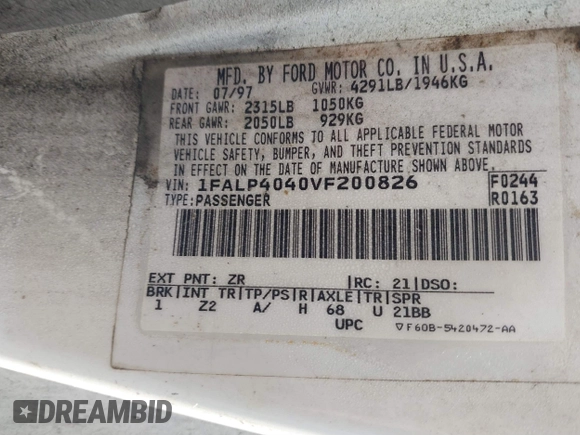 MFD. BY FORD MOTOR CO. IN U.S.A.
DATE: 07/97 GVWR: 4291LB/1946KG
FRONT GAWR: 2315LB 1050KG
REAR GAWR: 2050LB 929KG
THIS VEHICLE CONFORMS TO ALL APPLICABLE FEDERAL MOTOR
VEHICLE SAFETY, BUMPER, AND THEFT PREVENTION STANDARDS
IN EFFECT ON THE DATE OF MANUFACTURE SHOWN ABOVE.
VIN: 1FALP4040VF200826 F0244
TYPE:PASSENGER R0163
EXT PNT: ZR |RC: 21|DSO:
BRK|INT TR|TP/PS|R|AXLE|TR|SPR
1 Z2 A/ H 68 U 21BB
UPC ▽F60B-5420472-AA
DREAMBID